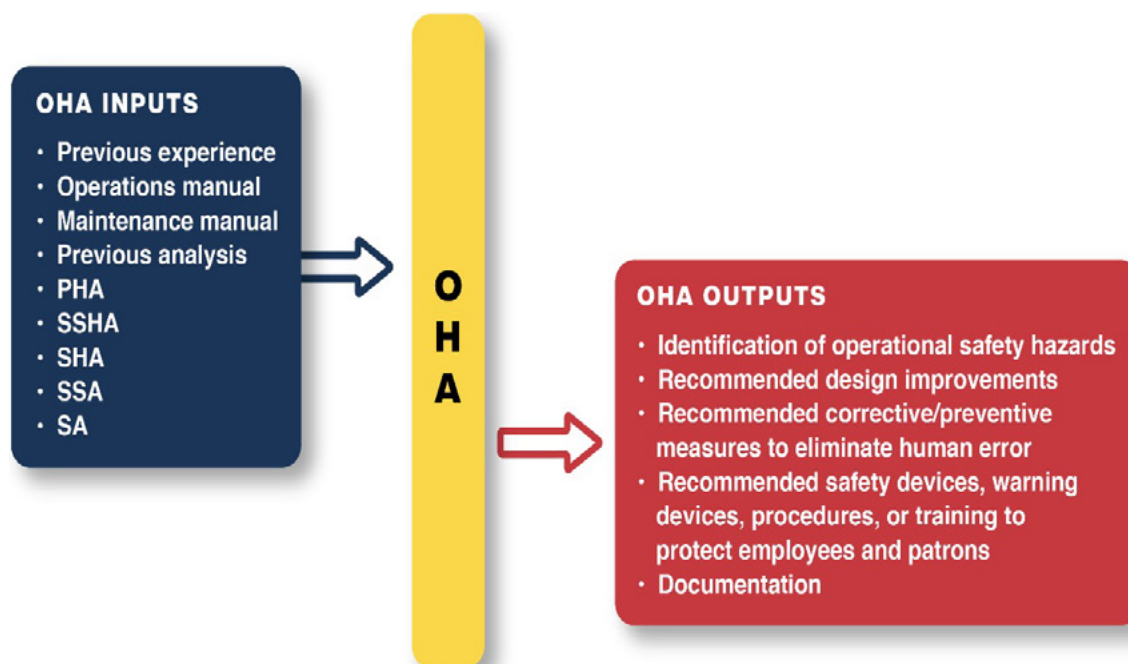 OHA INPUTS
· Previous experience
· Operations manual
· Maintenance manual
· Previous analysis
· PHA
· SSHA
· SHA
· SSA
· SA
O
H
A
OHA OUTPUTS
· Identification of operational safety hazards
· Recommended design improvements
· Recommended corrective/preventive
measures to eliminate human error
· Recommended safety devices, warning
devices, procedures, or training to
protect employees and patrons
· Documentation